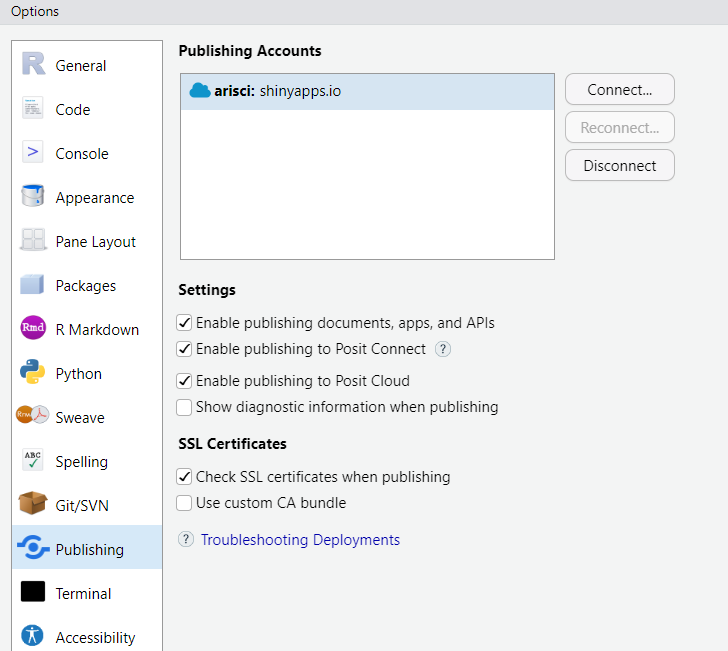 Options
General
Code
Console
Appearance
Pane Layout
Packages
Rmd R Markdown
Python
Sweave
ABC Spelling
Git/SVN
Publishing
Terminal
Accessibility
Publishing Accounts
arisci: shinyapps.io
Connect...
Reconnect...
Disconnect
Settings
Enable publishing documents, apps, and APIs
Enable publishing to Posit Connect ?
Enable publishing to Posit Cloud
Show diagnostic information when publishing
SSL Certificates
Check SSL certificates when publishing
Use custom CA bundle
? Troubleshooting Deployments